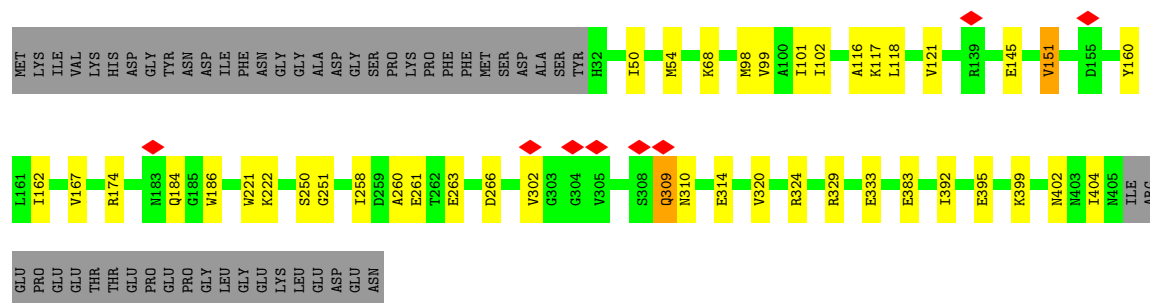 MET LYS ILE VAL LYS HIS ASP GLY TYR ASN ASP ILE PHE ASN GLY GLY ALA ASP GLY SER PRO LYS PRO PHE PHE MET SER ASP ALA SER TYR H32 I50 M54 K68 M98 V99 A100 I101 I102 A116 K117 L118 V121 R139 E145 V151 D155 Y160
L161 I162 V167 R174 N183 Q184 G185 W186 W221 K222 S250 G251 I258 D259 A260 E261 T262 E263 D266 V302 G303 G304 V305 S308 Q309 N310 E314 V320 R324 R329 E333 E383 I392 E395 K399 N402 N403 I404 N405 ILE ARG
GLU PRO GLU GLU THR THR GLU PRO GLU PRO GLY LEU GLY GLU LYS LEU GLU ASP GLU ASN